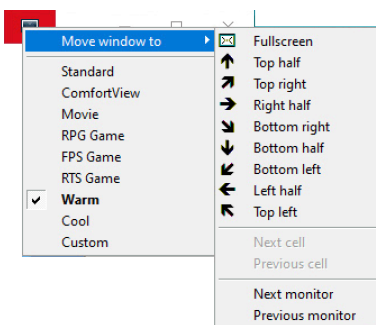 Move window to
Standard
ComfortView
Movie
RPG Game
FPS Game
RTS Game
Warm
Cool
Custom
Fullscreen
Top half
Top right
Right half
Bottom right
Bottom half
Bottom left
Left half
Top left
Next cell
Previous cell
Next monitor
Previous monitor